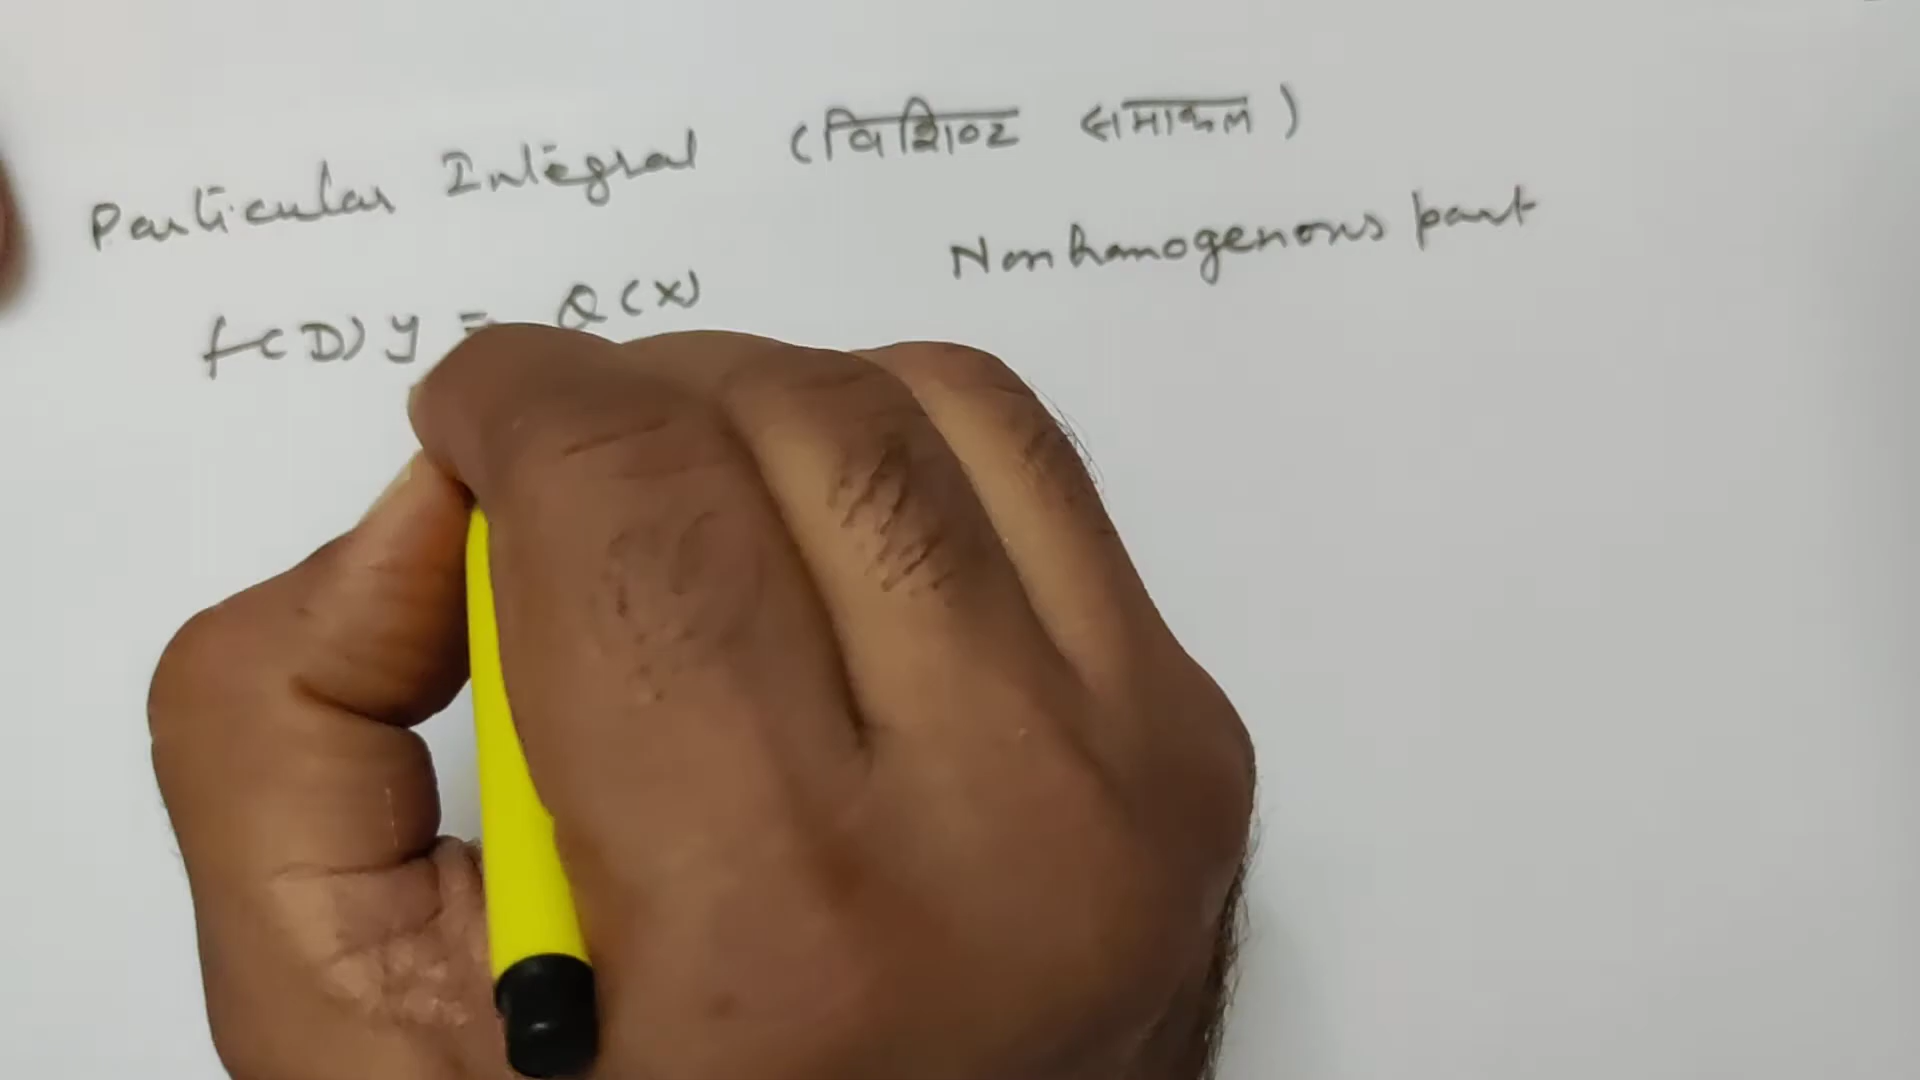 Particular Integral (विशिष्ट समाकल)
Nonhomogenous part
f(D)y = Q(x)